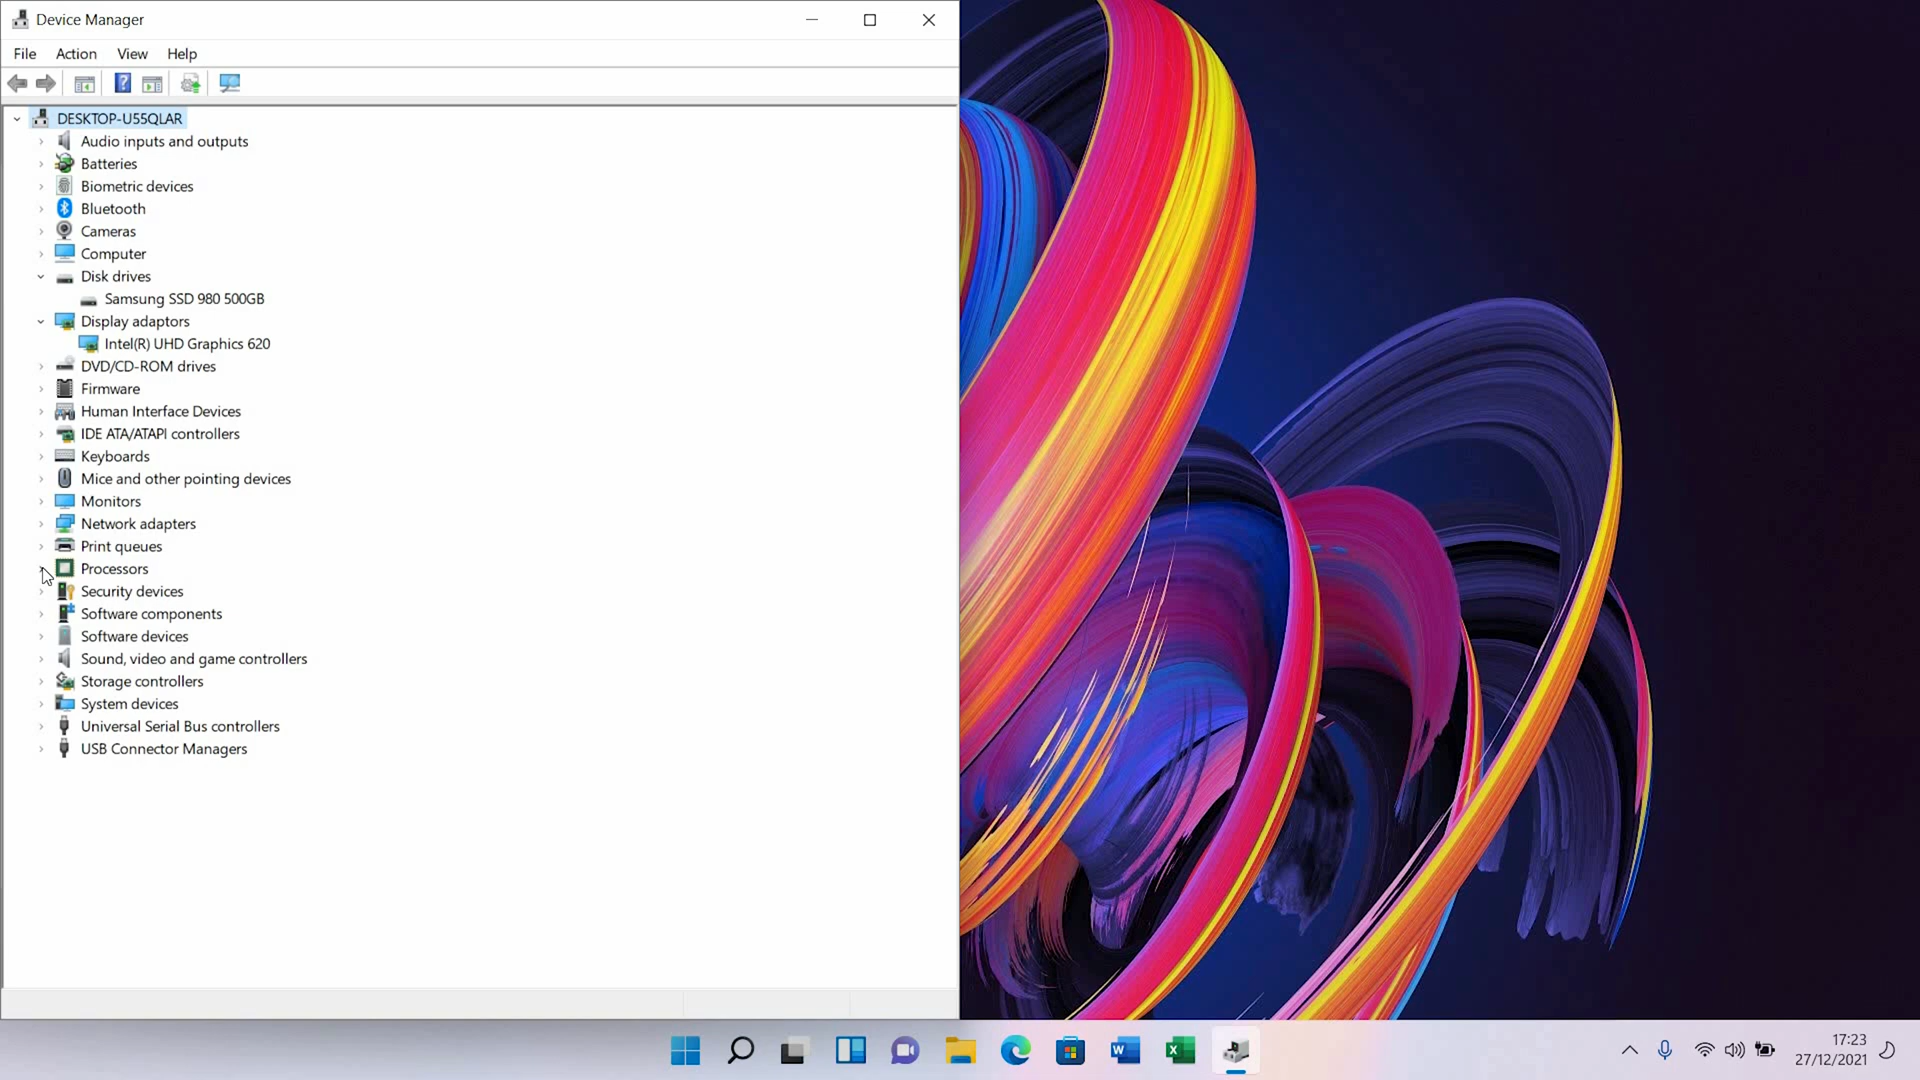 Device Manager
File Action View Help
DESKTOP-U55QLAR
Audio inputs and outputs
Batteries
Biometric devices
Bluetooth
Cameras
Computer
Disk drives
Samsung SSD 980 500GB
Display adaptors
Intel(R) UHD Graphics 620
DVD/CD-ROM drives
Firmware
Human Interface Devices
IDE ATA/ATAPI controllers
Keyboards
Mice and other pointing devices
Monitors
Network adapters
Print queues
Processors
Security devices
Software components
Software devices
Sound, video and game controllers
Storage controllers
System devices
Universal Serial Bus controllers
USB Connector Managers
17:23
27/12/2021